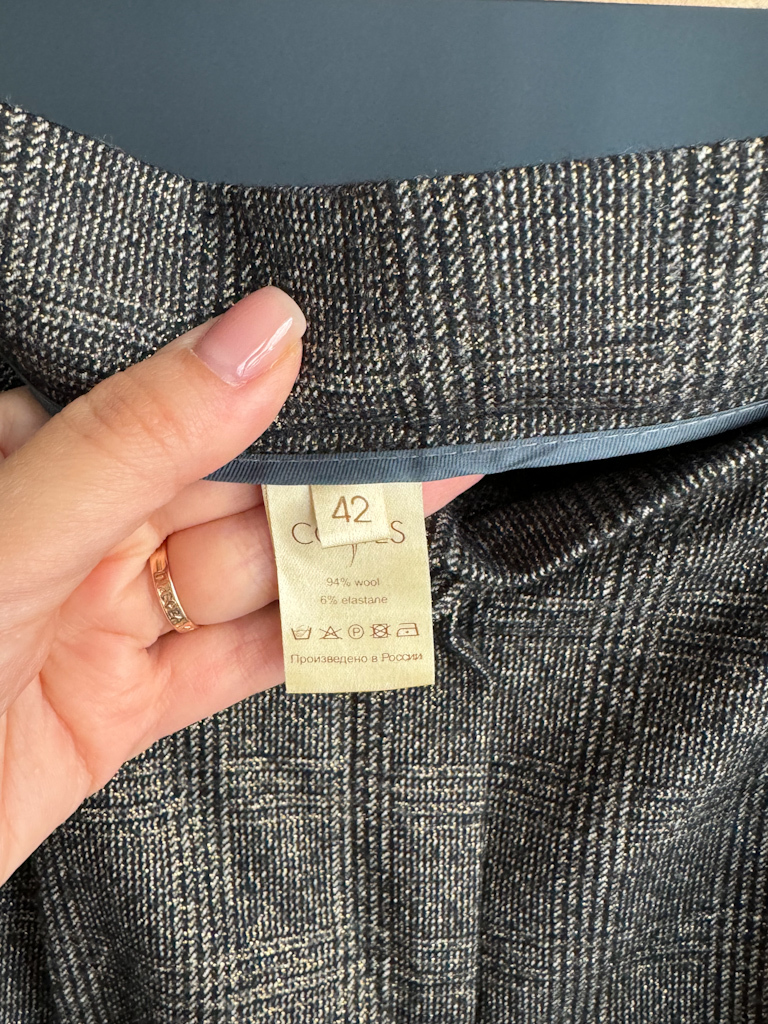 42
94% wool
6% elastane
Произведено в России